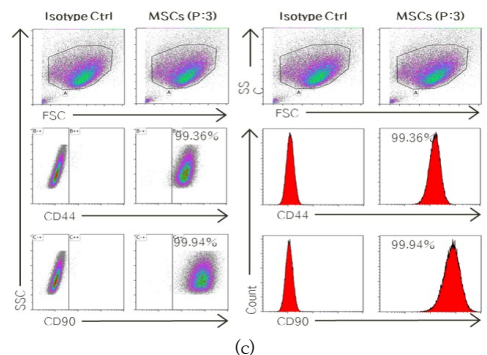 Isotype Ctrl MSCs (P:3) Isotype Ctrl MSCs (P:3)
A A A A
SS
C
FSC FSC
B-+ B++ B-+ B++ 99.36% 99.36%
CD44 CD44
C-+ C++ C-+ C++ 99.94% 99.94%
SSC Count
CD90 CD90
(c)